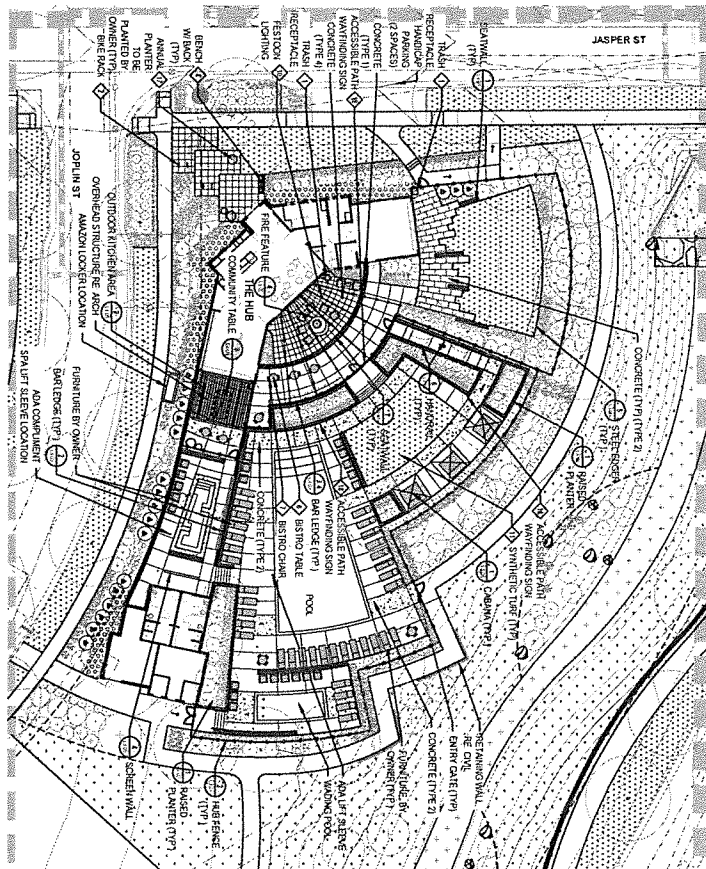 JASPER ST
SEATWALL
(TYP)
TRASH
RECEPTACLE
HANDICAP
PARKING
(2 SPACES)
CONCRETE
(TYPE 1)
ACCESSIBLE PATH
WAYFINDING SIGN
CONCRETE
(TYPE 4)
TRASH
RECEPTACLE
FESTOON
LIGHTING
BENCH
W/ BACK
(TYP)
ANNUAL
PLANTER
TO BE
PLANTED BY
OWNER (TYP)
BIKE RACK
JOPLIN ST
OUTDOOR KITCHEN AREA
OVERHEAD STRUCTURE RE: ARCH
AMAZON LOCKER LOCATION
FIRE FEATURE
THE HUB
COMMUNITY TABLE
FURNITURE BY OWNER
BAR LEDGE (TYP)
ADA COMPLIANT
SPA LIFT SLEEVE LOCATION
CONCRETE (TYP) (TYPE 2)
STEEL EDGER
(TYP)
RAISED
PLANTER
ACCESSIBLE PATH
WAYFINDING SIGN
SYNTHETIC TURF (TYP)
CABANA (TYP)
HANDRAIL
(TYP)
SEATWALL
(TYP)
ACCESSIBLE PATH
WAYFINDING SIGN
BAR LEDGE (TYP)
BISTRO TABLE
BISTRO CHAIR
CONCRETE (TYPE 2)
POOL
RETAINING WALL
RE: CIVIL
ENTRY GATE (TYP)
CONCRETE (TYPE 2)
FURNITURE BY
OWNER (TYP)
ADA LIFT SLEEVE
WADING POOL
HUB FENCE
(TYP)
RAISED
PLANTER (TYP)
SCREEN WALL